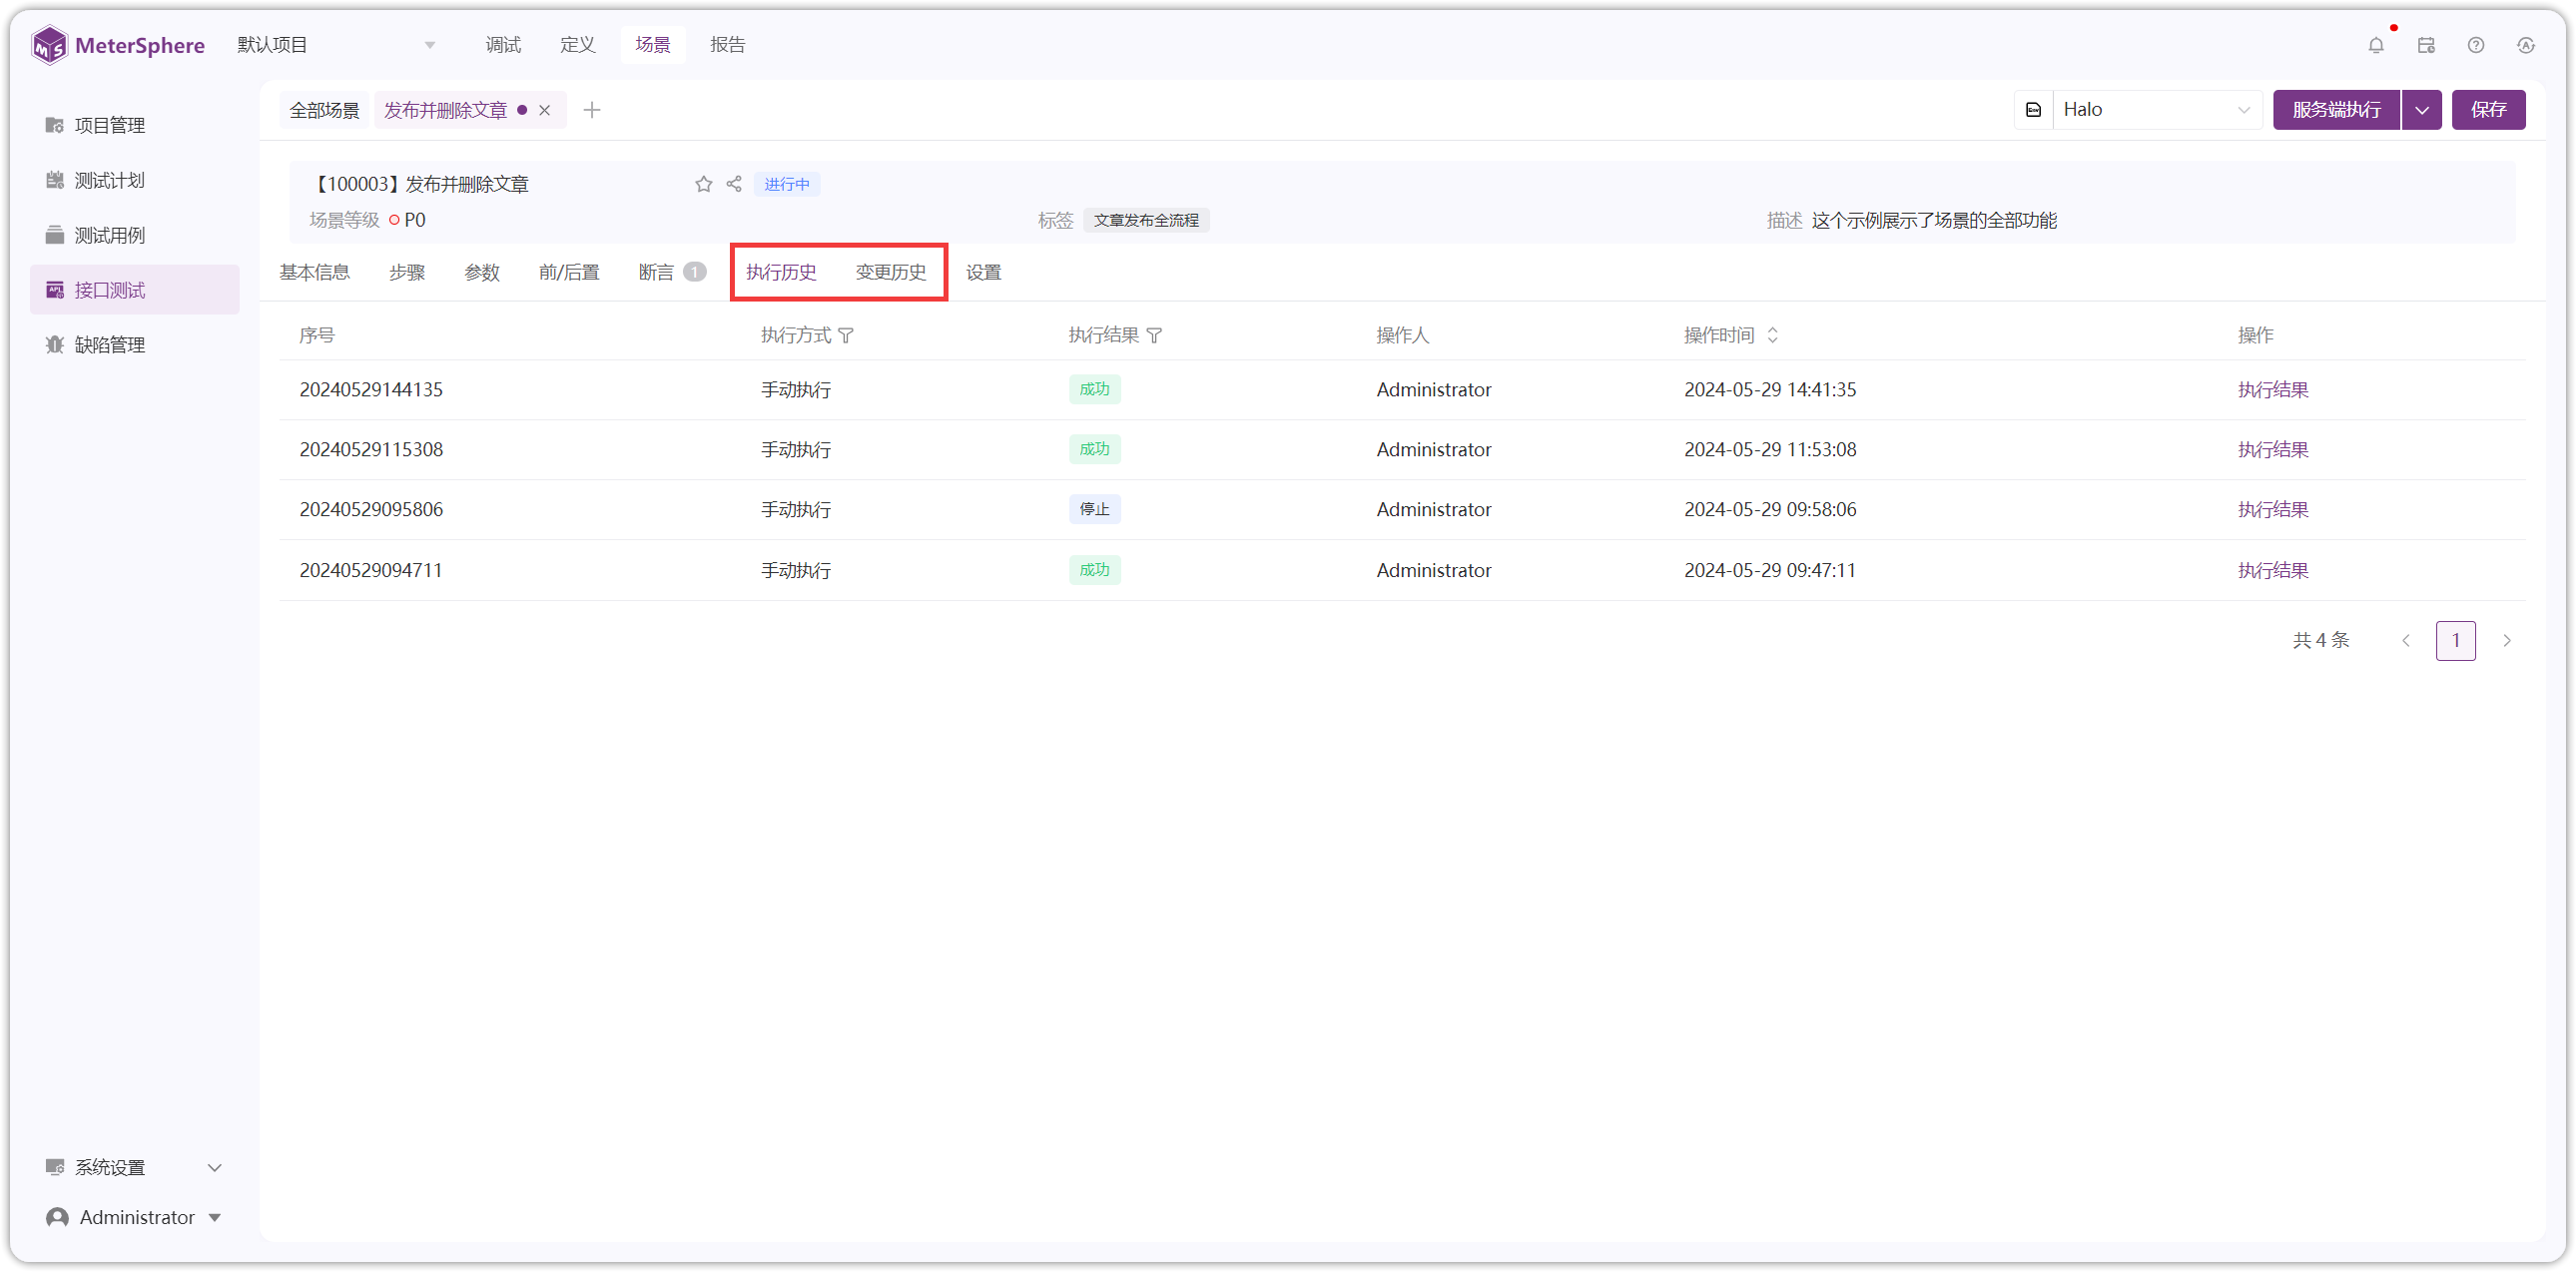 MeterSphere 默认项目 调试 定义 场景 报告
项目管理
测试计划
测试用例
接口测试
缺陷管理
系统设置
Administrator
全部场景 发布并删除文章 Halo 服务端执行 保存
【100003】发布并删除文章 进行中
场景等级 P0 标签 文章发布全流程 描述 这个示例展示了场景的全部功能
基本信息 步骤 参数 前/后置 断言 1 执行历史 变更历史 设置
序号 执行方式 执行结果 操作人 操作时间 操作
20240529144135 手动执行 成功 Administrator 2024-05-29 14:41:35 执行结果
20240529115308 手动执行 成功 Administrator 2024-05-29 11:53:08 执行结果
20240529095806 手动执行 停止 Administrator 2024-05-29 09:58:06 执行结果
20240529094711 手动执行 成功 Administrator 2024-05-29 09:47:11 执行结果
共 4 条 1